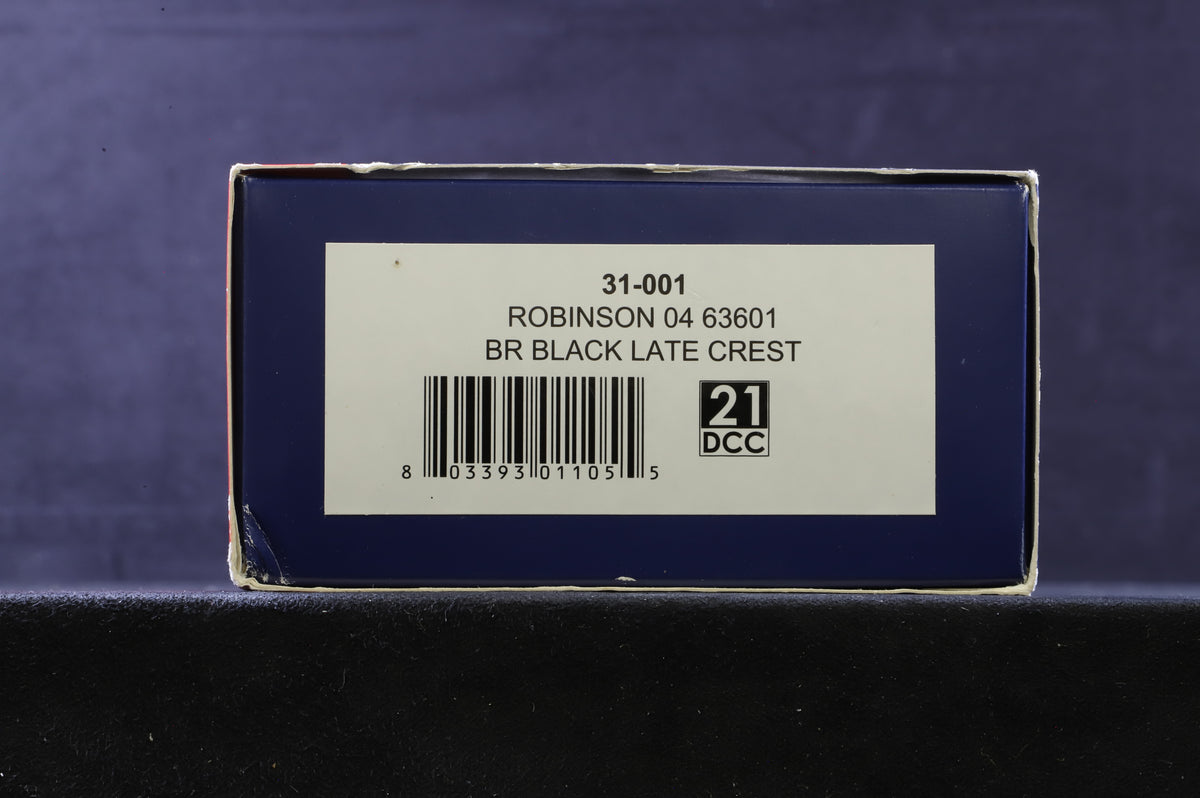 31-001
ROBINSON 04 63601
BR BLACK LATE CREST
21
DCC
8 03393 01105 5